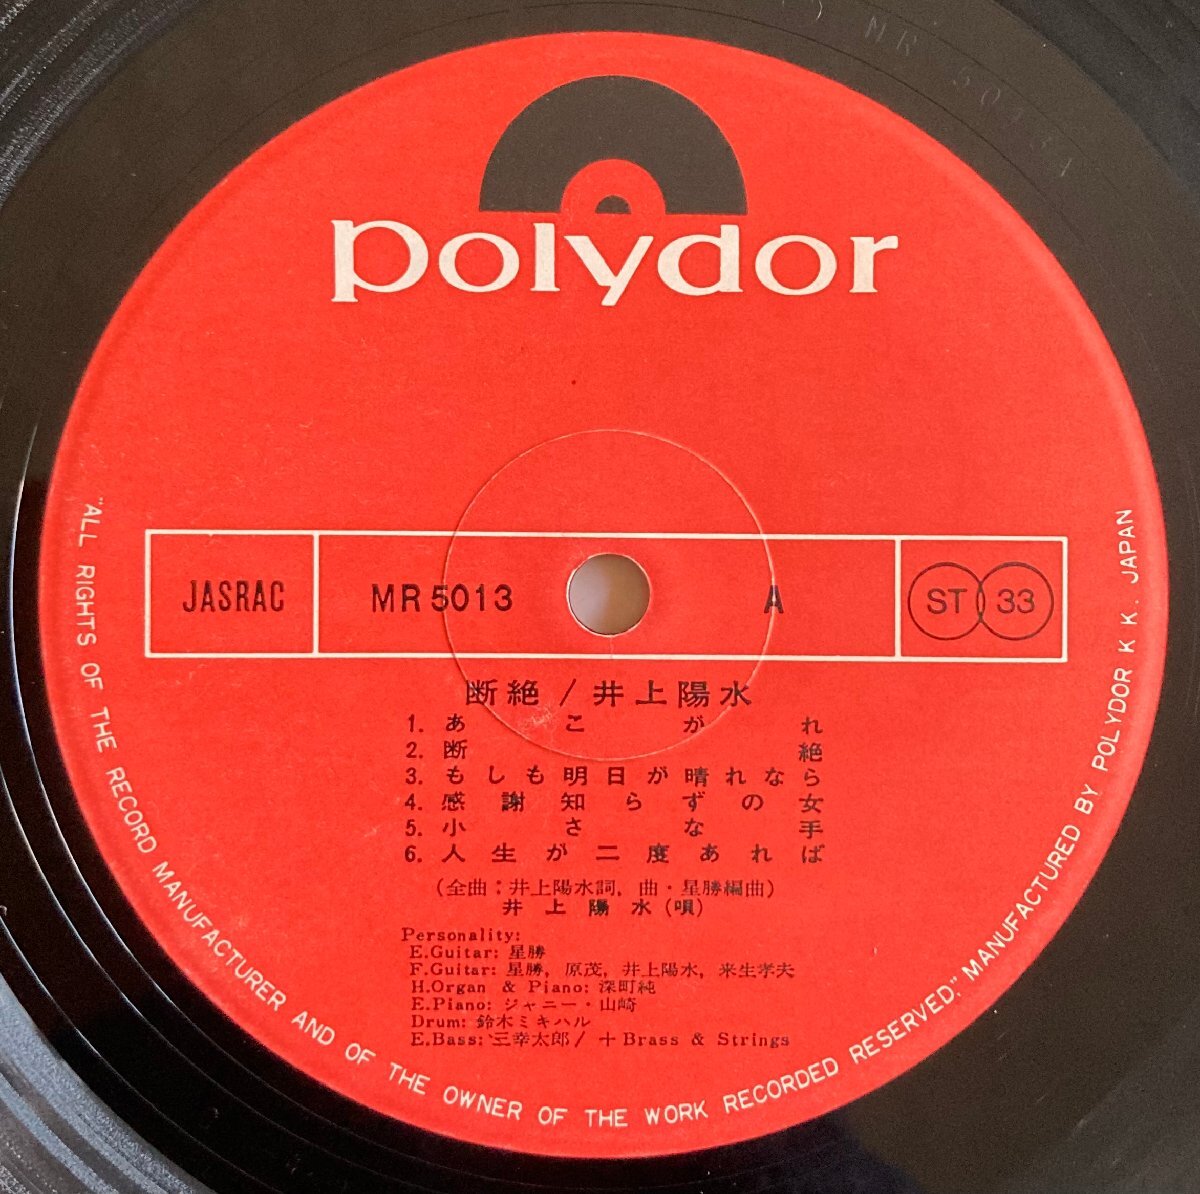 MR 5013A
polydor
JASRAC MR 5013 A ST 33
断絶 / 井上陽水
1. あこがれ
2. 断絶
3. もしも明日が晴れなら
4. 感謝知らずの女
5. 小さな手
6. 人生が二度あれば
(全曲:井上陽水詞,曲・星勝編曲)
井上陽水(唄)
Personality:
E.Guitar: 星勝
F.Guitar: 星勝,原茂,井上陽水,来生孝夫
H.Organ & Piano: 深町純
E.Piano: ジャニー・山崎
Drum: 鈴木ミキハル
E.Bass: 三幸太郎/ +Brass & Strings
"ALL RIGHTS OF THE RECORD MANUFACTURER AND OF THE OWNER OF THE WORK RECORDED RESERVED," MANUFACTURED BY POLYDOR K K. JAPAN